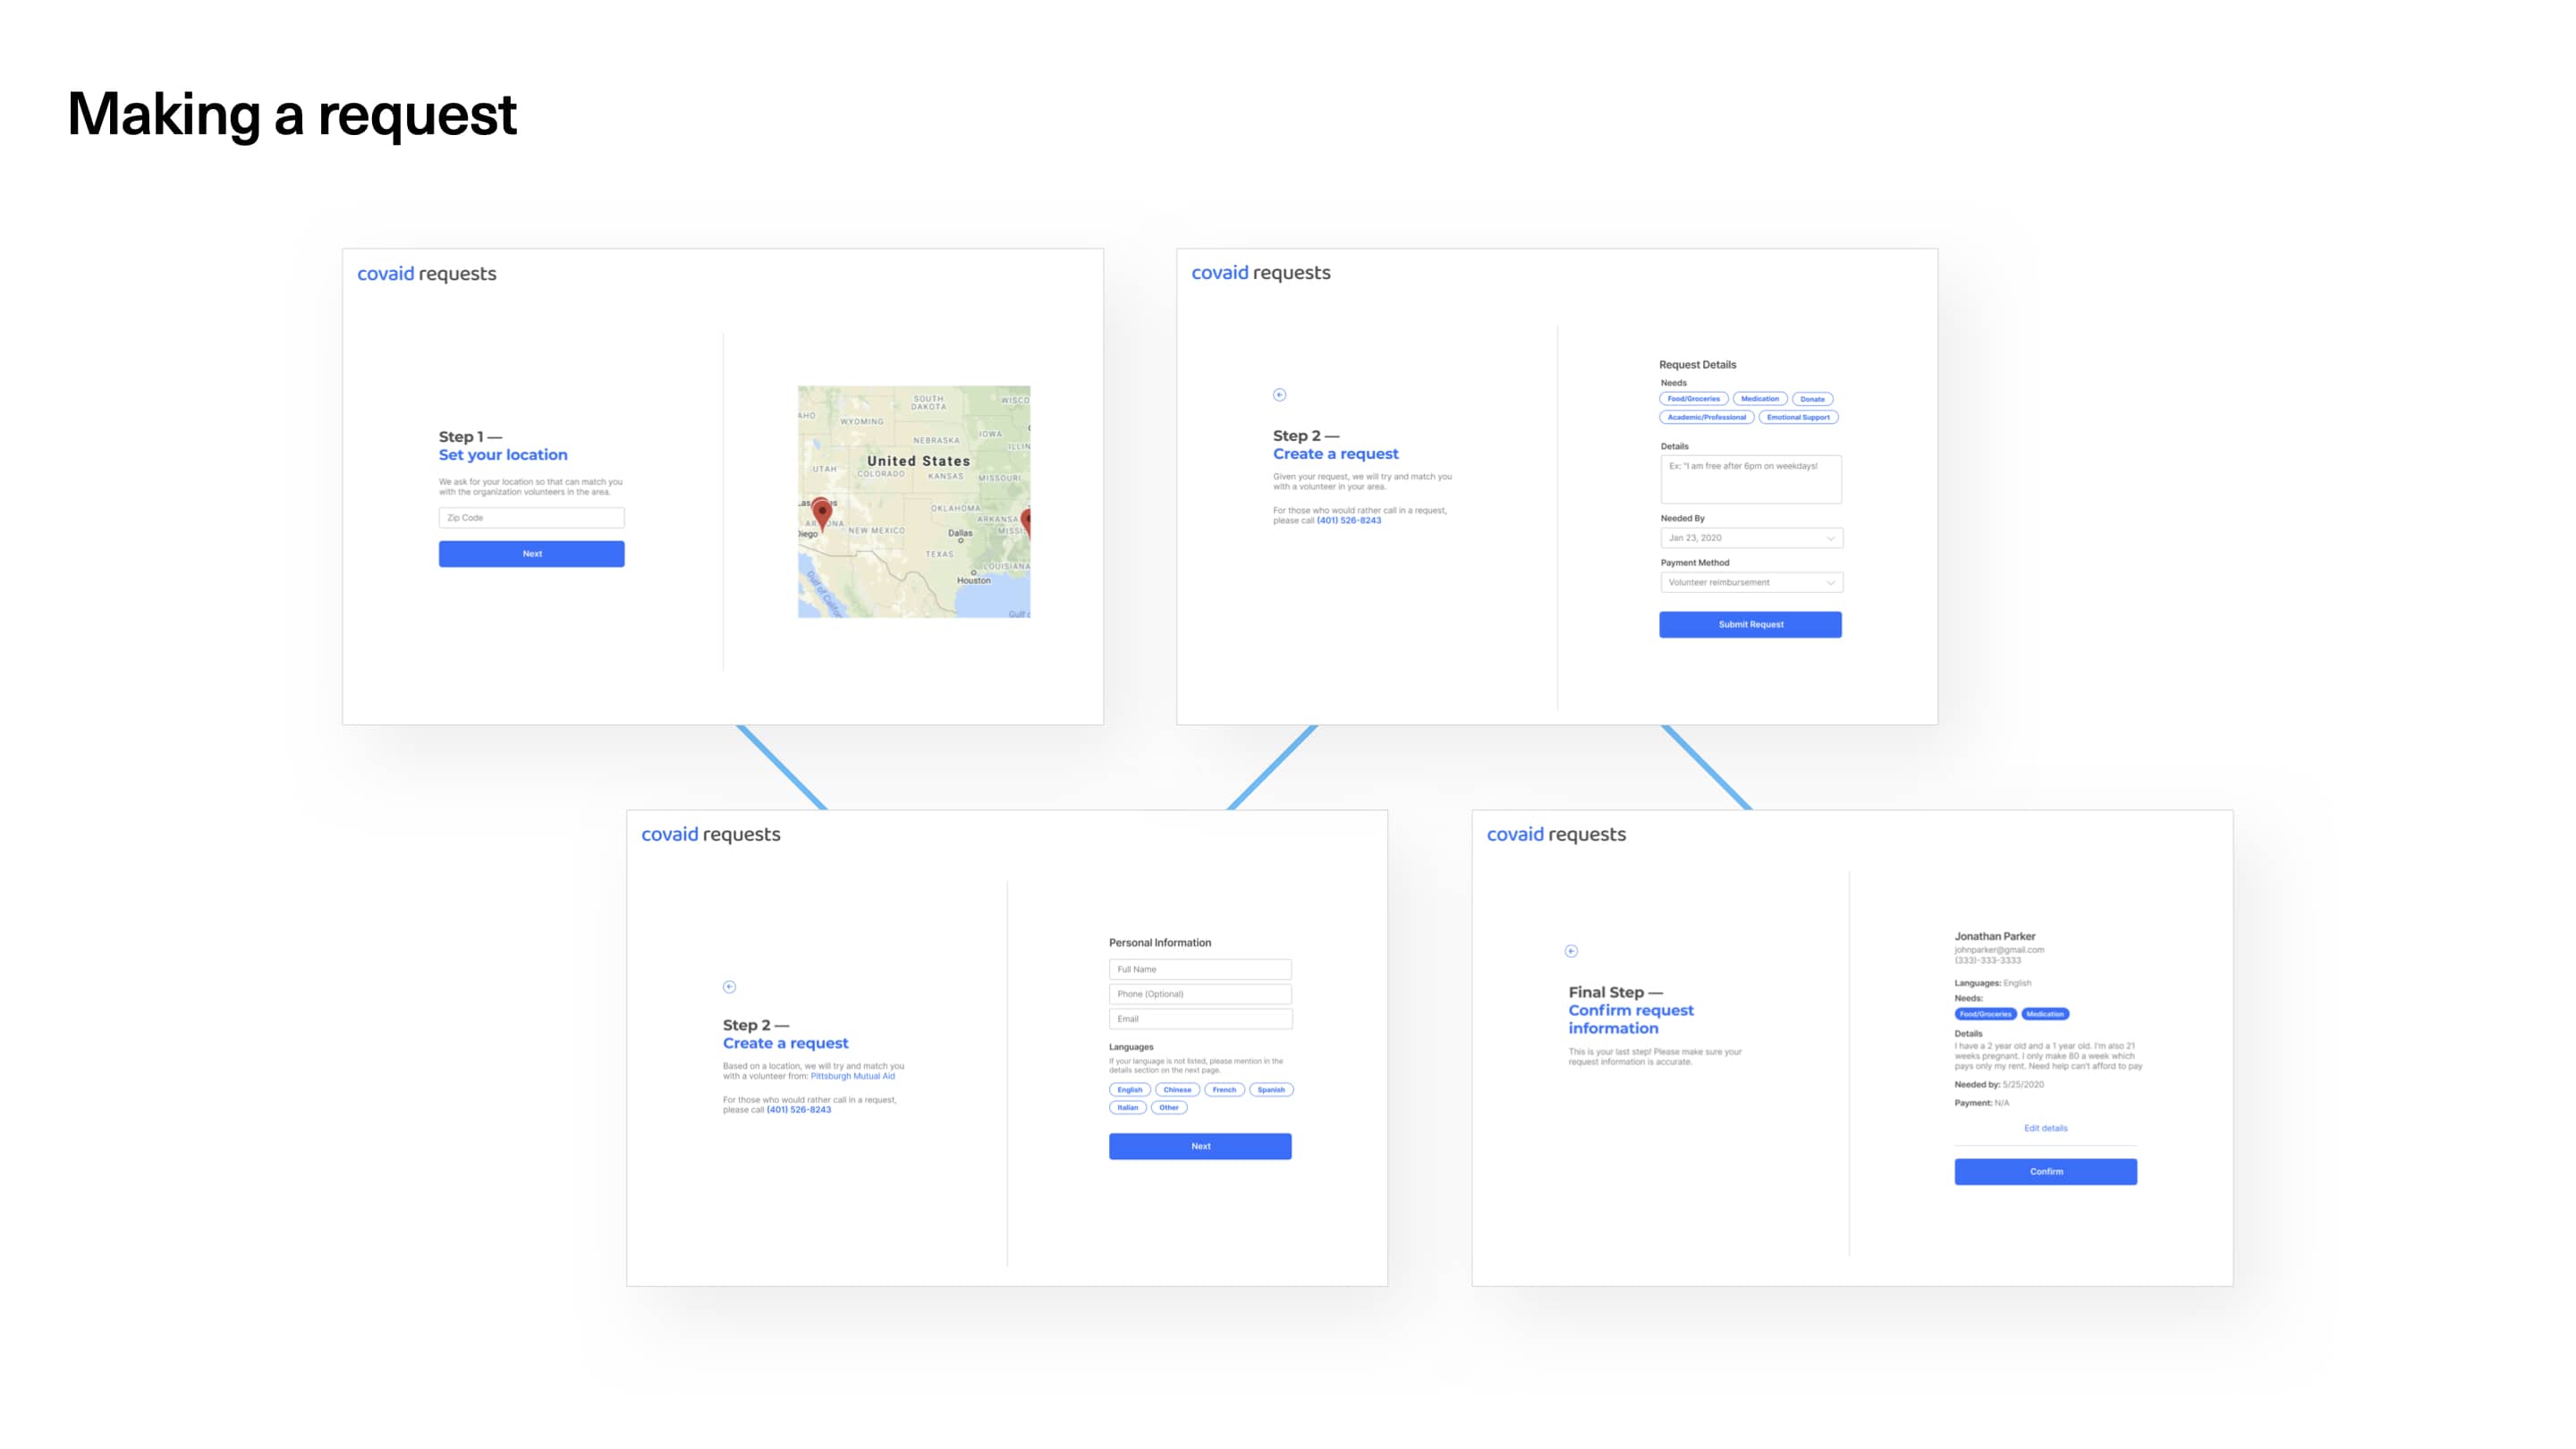 Making a request
covaid requests
Step 1 —
Set your location
We ask for your location so that can match you
with the organization volunteers in the area.
Zip Code
Next
SOUTH
DAKOTA
WISCO
AHO
WYOMING
IOWA
NEBRASKA
ILLIN
United States
UTAH
COLORADO
KANSAS
MISSOURI
OKLAHOMA
ARKANSA
NEW MEXICO
MISSI
Diego
Dallas
TEXAS
LOUISIANA
Houston
Gulf of Califor
Gulf o
covaid requests
Step 2 —
Create a request
Given your request, we will try and match you
with a volunteer in your area.
For those who would rather call in a request,
please call (401) 526-8243
Request Details
Needs
Food/Groceries Medication Donate
Academic/Professional Emotional Support
Details
Ex: "I am free after 6pm on weekdays!
Needed By
Jan 23, 2020
Payment Method
Volunteer reimbursement
Submit Request
covaid requests
Step 2 —
Create a request
Based on a location, we will try and match you
with a volunteer from: Pittsburgh Mutual Aid
For those who would rather call in a request,
please call (401) 526-8243
Personal Information
Full Name
Phone (Optional)
Email
Languages
If your language is not listed, please mention in the
details section on the next page.
English Chinese French Spanish
Italian Other
Next
covaid requests
Final Step —
Confirm request
information
This is your last step! Please make sure your
request information is accurate.
Jonathan Parker
johnparker@gmail.com
(333)-333-3333
Languages: English
Needs:
Food/Groceries Medication
Details
I have a 2 year old and a 1 year old. I'm also 21
weeks pregnant. I only make 80 a week which
pays only my rent. Need help can't afford to pay
Needed by: 5/25/2020
Payment: N/A
Edit details
Confirm